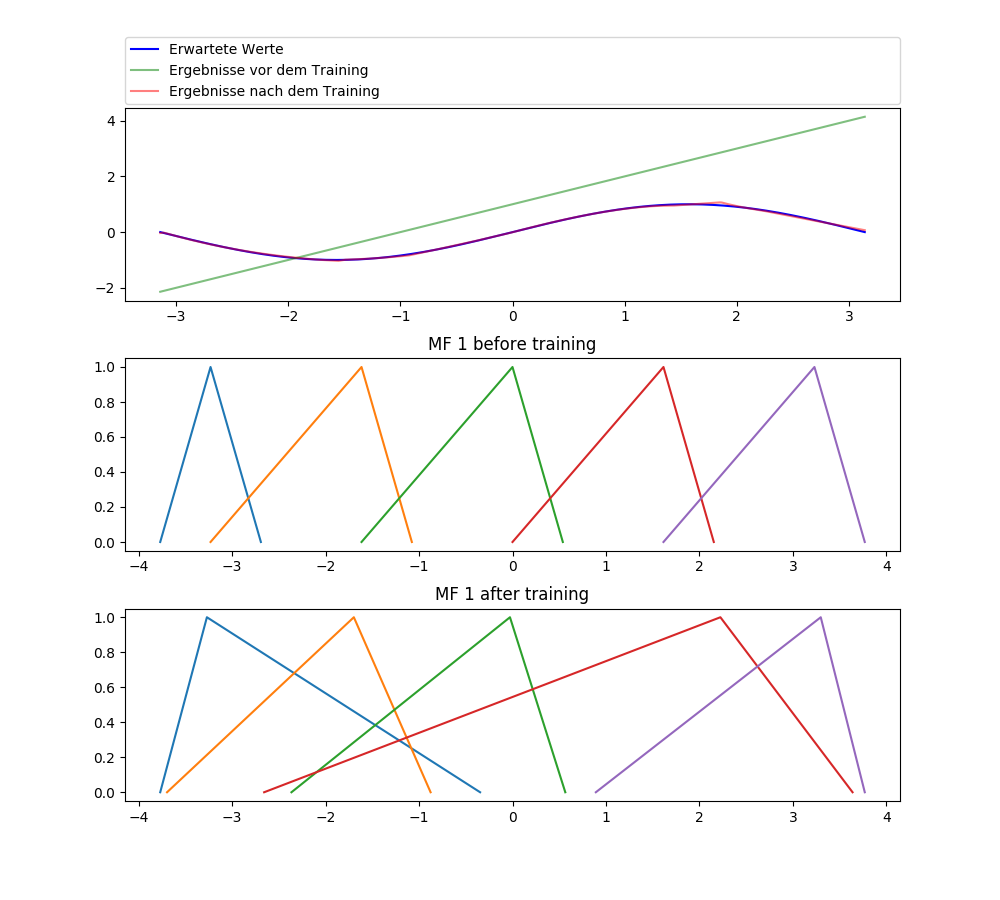 Erwartete Werte
Ergebnisse vor dem Training
Ergebnisse nach dem Training
4
2
0
−2
−3 −2 −1 0 1 2 3
MF 1 before training
1.0
0.8
0.6
0.4
0.2
0.0
−4 −3 −2 −1 0 1 2 3 4
MF 1 after training
1.0
0.8
0.6
0.4
0.2
0.0
−4 −3 −2 −1 0 1 2 3 4